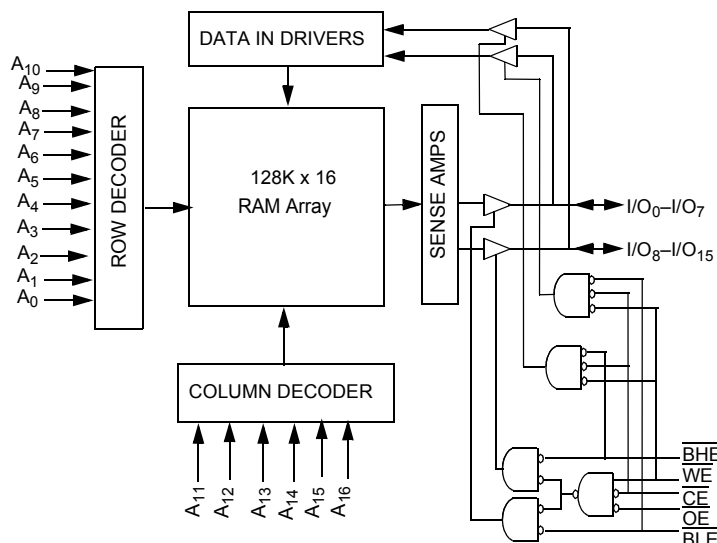 DATA IN DRIVERS
A10
A9
A8
A7
A6
A5
A4
A3
A2
A1
A0
ROW DECODER
128K x 16
RAM Array
SENSE AMPS
I/O0–I/O7
I/O8–I/O15
COLUMN DECODER
A11
A12
A13
A14
A15
A16
BHE
WE
CE
OE
BLE